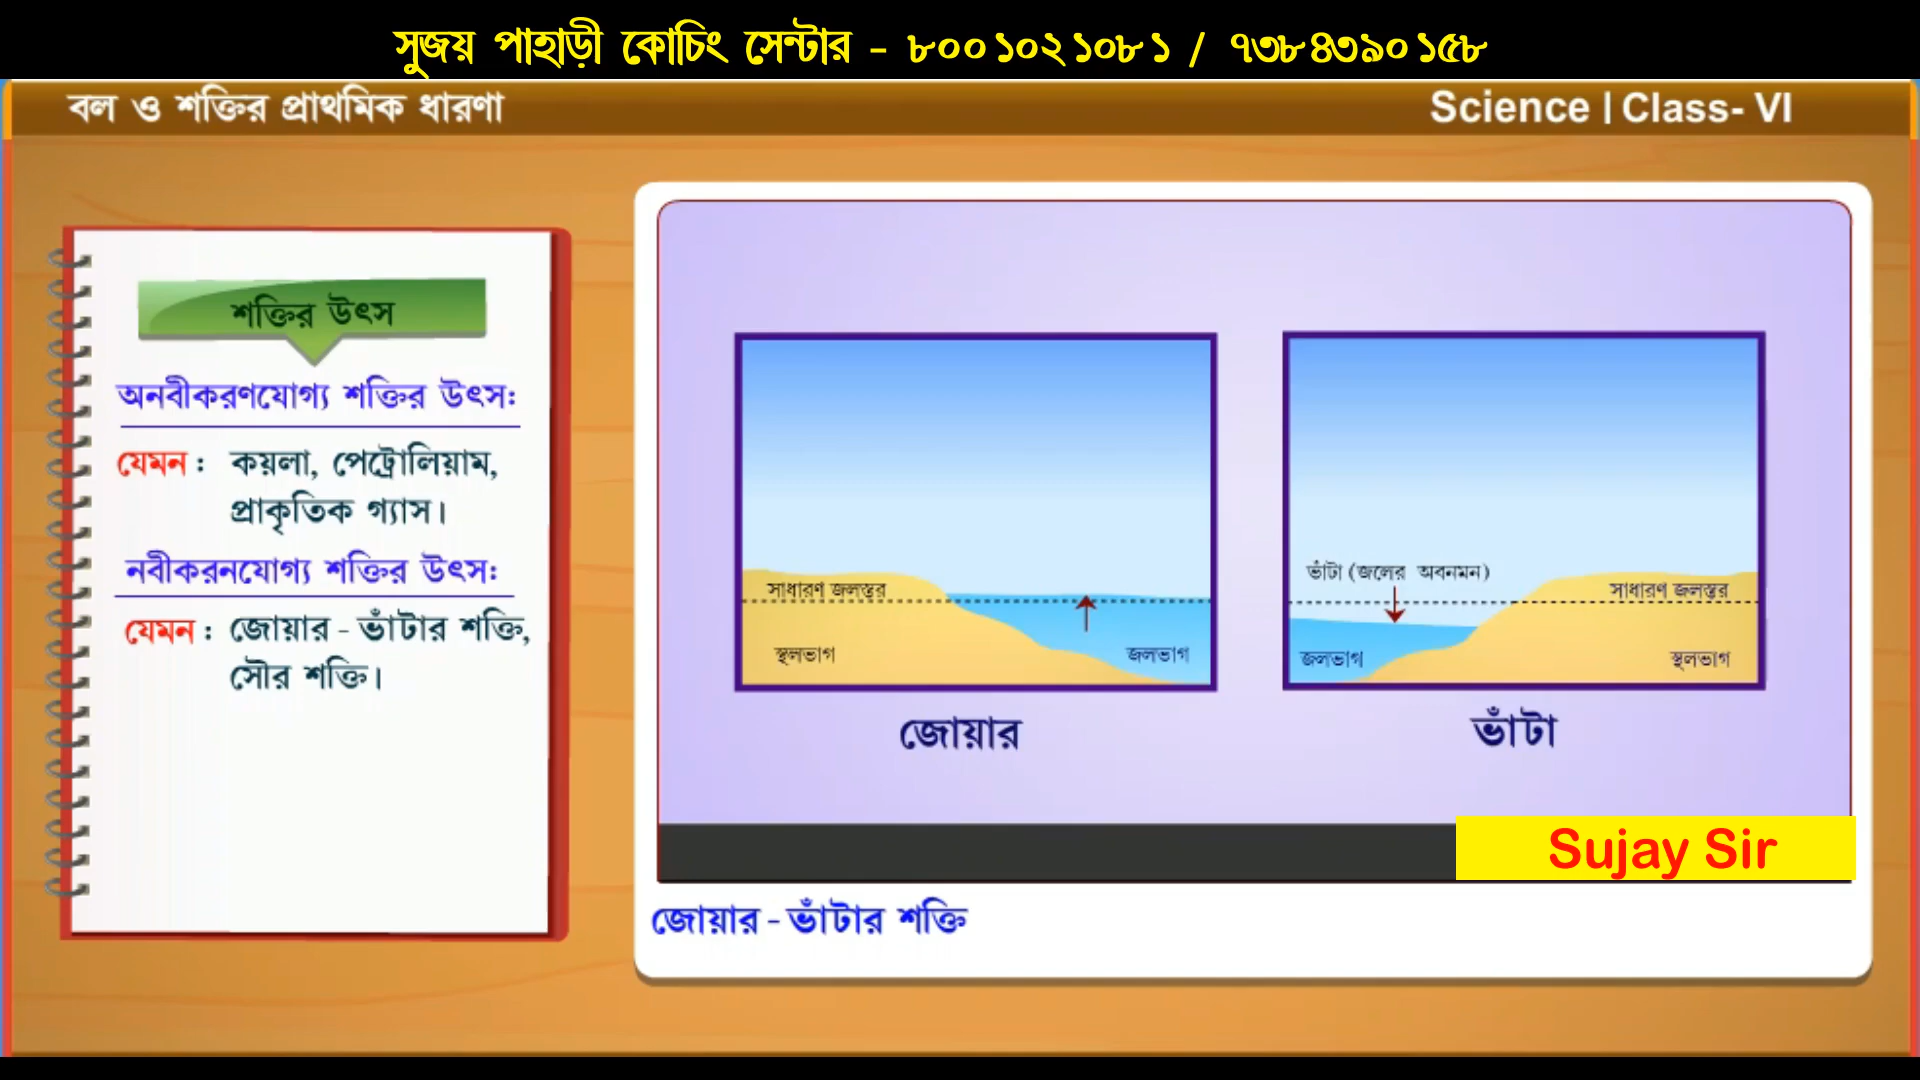 সুজয় পাহাড়ী কোচিং সেন্টার - ৮০০১০২১০৮১ / ৭৩৮৪৩৯০১৫৮
বল ও শক্তির প্রাথমিক ধারণা
Science | Class- VI
শক্তির উৎস
অনবীকরণযোগ্য শক্তির উৎস:
যেমন : কয়লা, পেট্রোলিয়াম,
প্রাকৃতিক গ্যাস।
নবীকরনযোগ্য শক্তির উৎস:
যেমন : জোয়ার - ভাঁটার শক্তি,
সৌর শক্তি।
সাধারণ জলস্তর
স্থলভাগ
জলভাগ
জোয়ার
ভাঁটা (জলের অবনমন)
সাধারণ জলস্তর
জলভাগ
স্থলভাগ
ভাঁটা
Sujay Sir
জোয়ার - ভাঁটার শক্তি